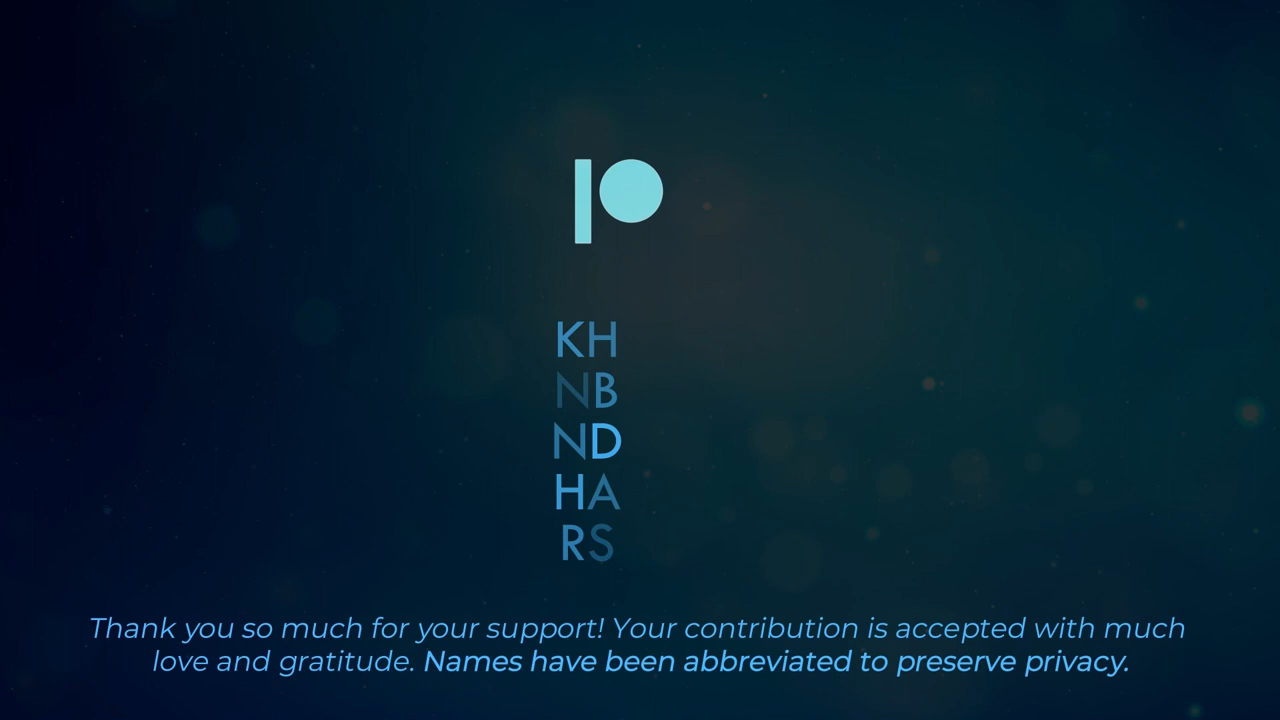 KH
NB
ND
HA
RS
Thank you so much for your support! Your contribution is accepted with much
love and gratitude. Names have been abbreviated to preserve privacy.